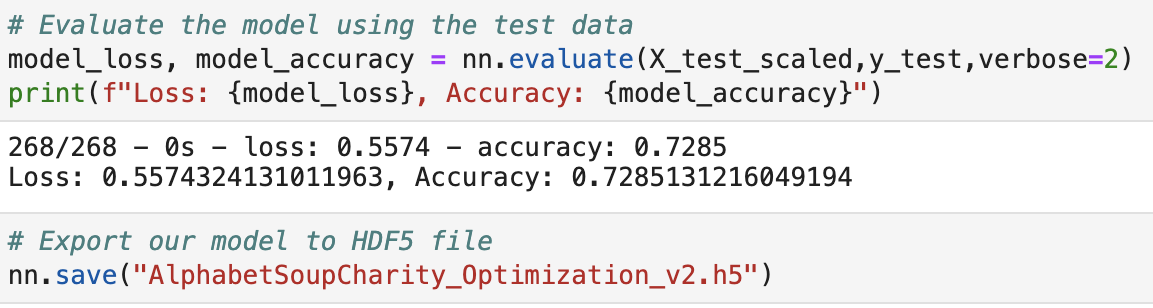 # Evaluate the model using the test data
model_loss, model_accuracy = nn.evaluate(X_test_scaled,y_test,verbose=2)
print(f"Loss: {model_loss}, Accuracy: {model_accuracy}")
268/268 - 0s - loss: 0.5574 - accuracy: 0.7285
Loss: 0.5574324131011963, Accuracy: 0.7285131216049194
# Export our model to HDF5 file
nn.save("AlphabetSoupCharity_Optimization_v2.h5")